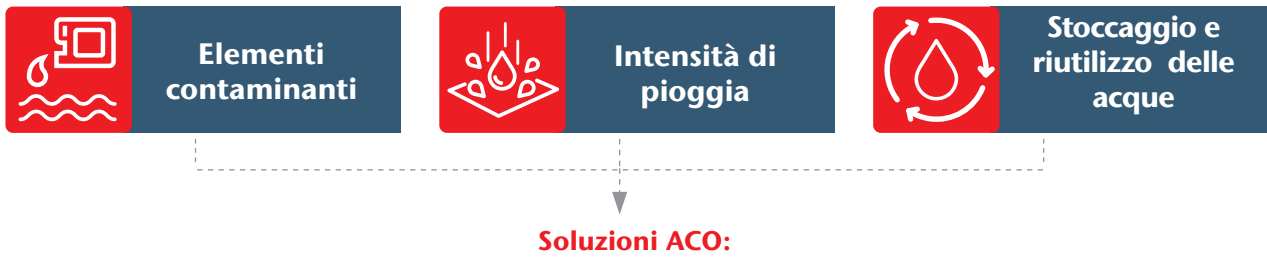 Elementi
contaminanti
Intensità di
pioggia
Stoccaggio e
riutilizzo delle
acque
Soluzioni ACO: